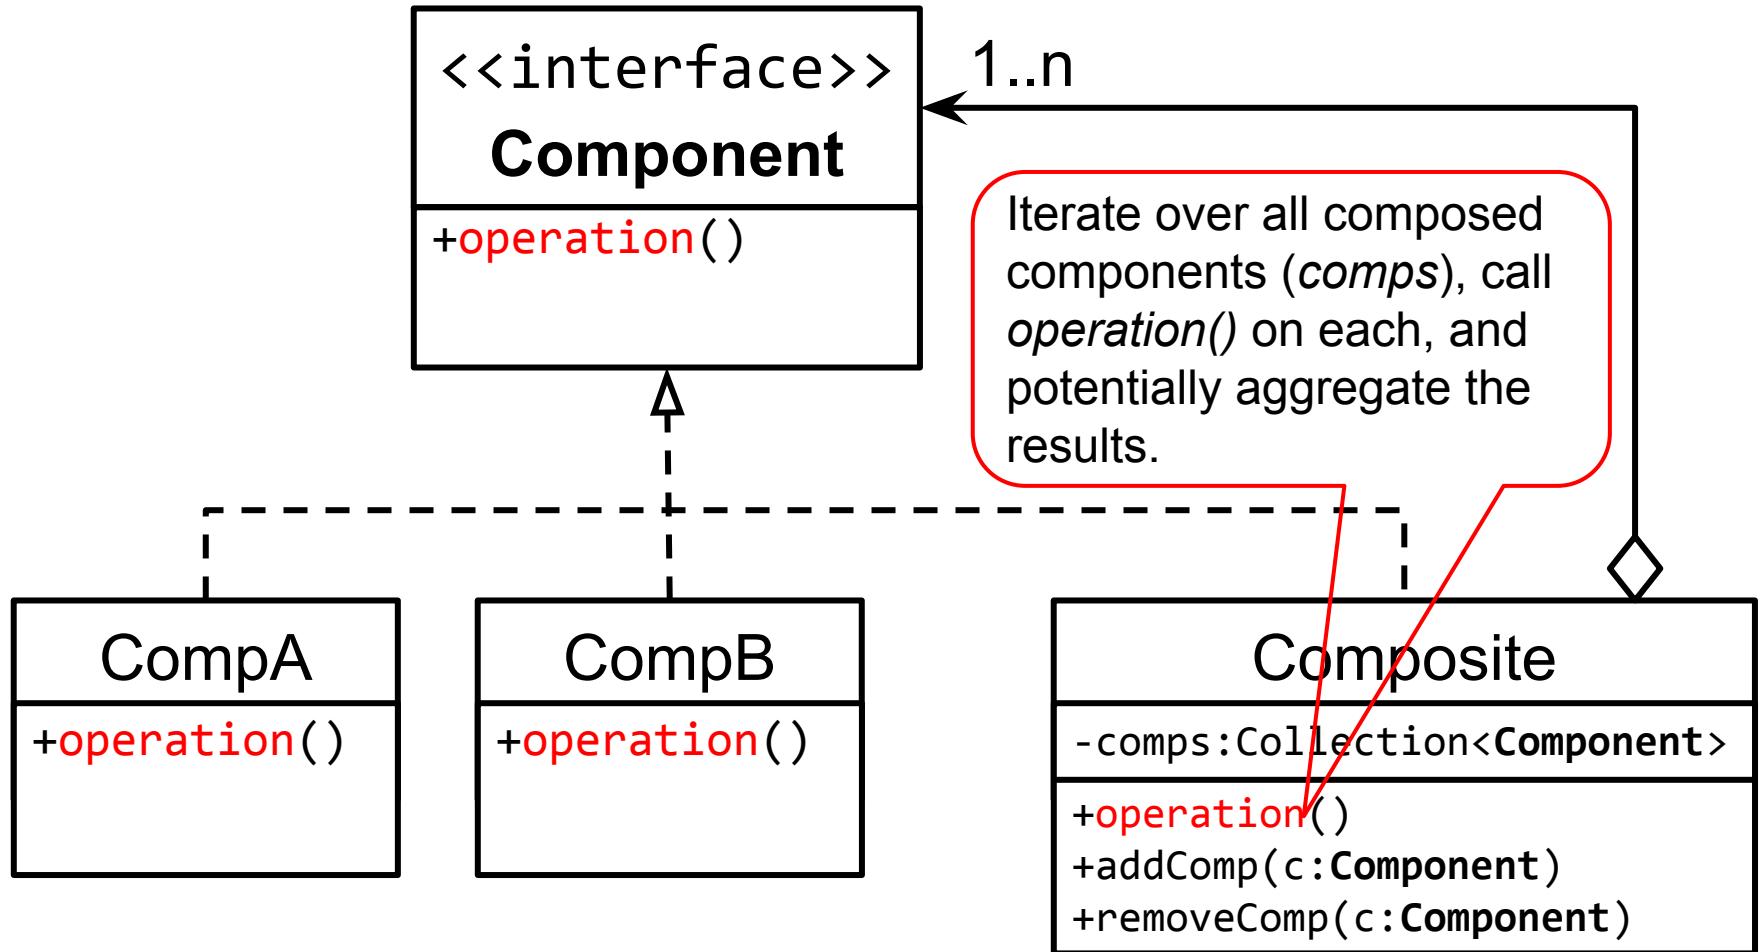 <<interface>>
Component
+operation()
1..n
Iterate over all composed
components (comps), call
operation() on each, and
potentially aggregate the
results.
CompA
+operation()
CompB
+operation()
Composite
-comps:Collection<Component>
+operation()
+addComp(c:Component)
+removeComp(c:Component)